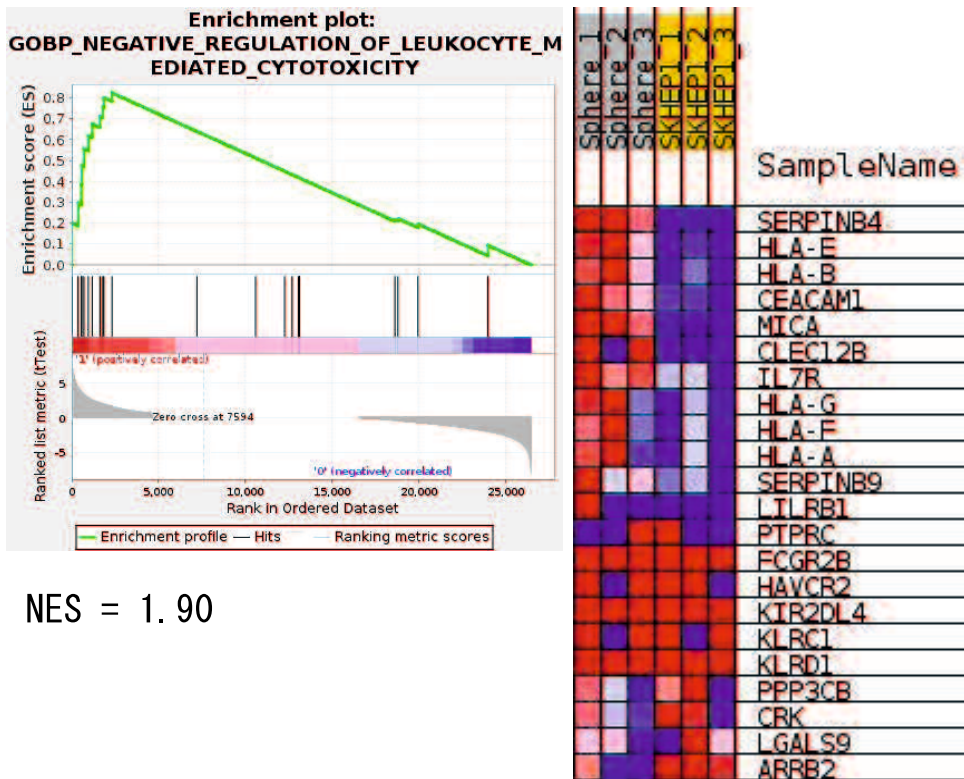 Enrichment plot:
GOBP_NEGATIVE_REGULATION_OF_LEUKOCYTE_M
EDIATED_CYTOTOXICITY
Enrichment score (ES)
0.8
0.7
0.6
0.5
0.4
0.3
0.2
0.1
0.0
'1' (positively correlated)
Ranked list metric (tTest)
5
0
-5
Zero cross at 7594
'0' (negatively correlated)
0
5,000
10,000
15,000
20,000
25,000
Rank in Ordered Dataset
Enrichment profile
Hits
Ranking metric scores
NES = 1.90
Sphere_1
Sphere_2
Sphere_3
SKHEP1_1
SKHEP1_2
SKHEP1_3
SampleName
SERPINB4
HLA-E
HLA-B
CEACAM1
MICA
CLEC12B
IL7R
HLA-G
HLA-F
HLA-A
SERPINB9
LILRB1
PTPRC
FCGR2B
HAVCR2
KIR2DL4
KLRC1
KLRD1
PPP3CB
CRK
LGALS9
ARRB2